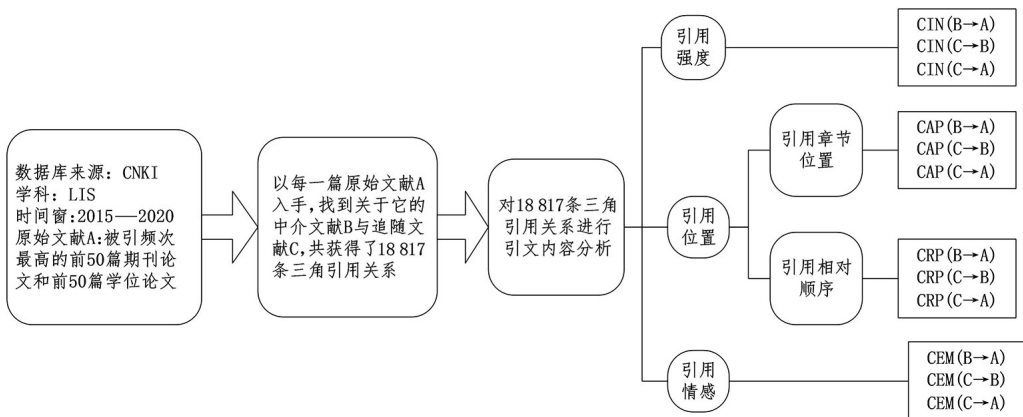 数据库来源: CNKI
学科: LIS
时间窗:2015—2020
原始文献A:被引频次
最高的前50篇期刊论
文和前50篇学位论文
以每一篇原始文献A
入手,找到关于它的
中介文献B与追随文
献C,共获得了18 817
条三角引用关系
对18 817条三角
引用关系进行
引文内容分析
引用
强度
CIN(B→A)
CIN(C→B)
CIN(C→A)
引用
位置
引用章节
位置
CAP(B→A)
CAP(C→B)
CAP(C→A)
引用相对
顺序
CRP(B→A)
CRP(C→B)
CRP(C→A)
引用
情感
CEM(B→A)
CEM(C→B)
CEM(C→A)